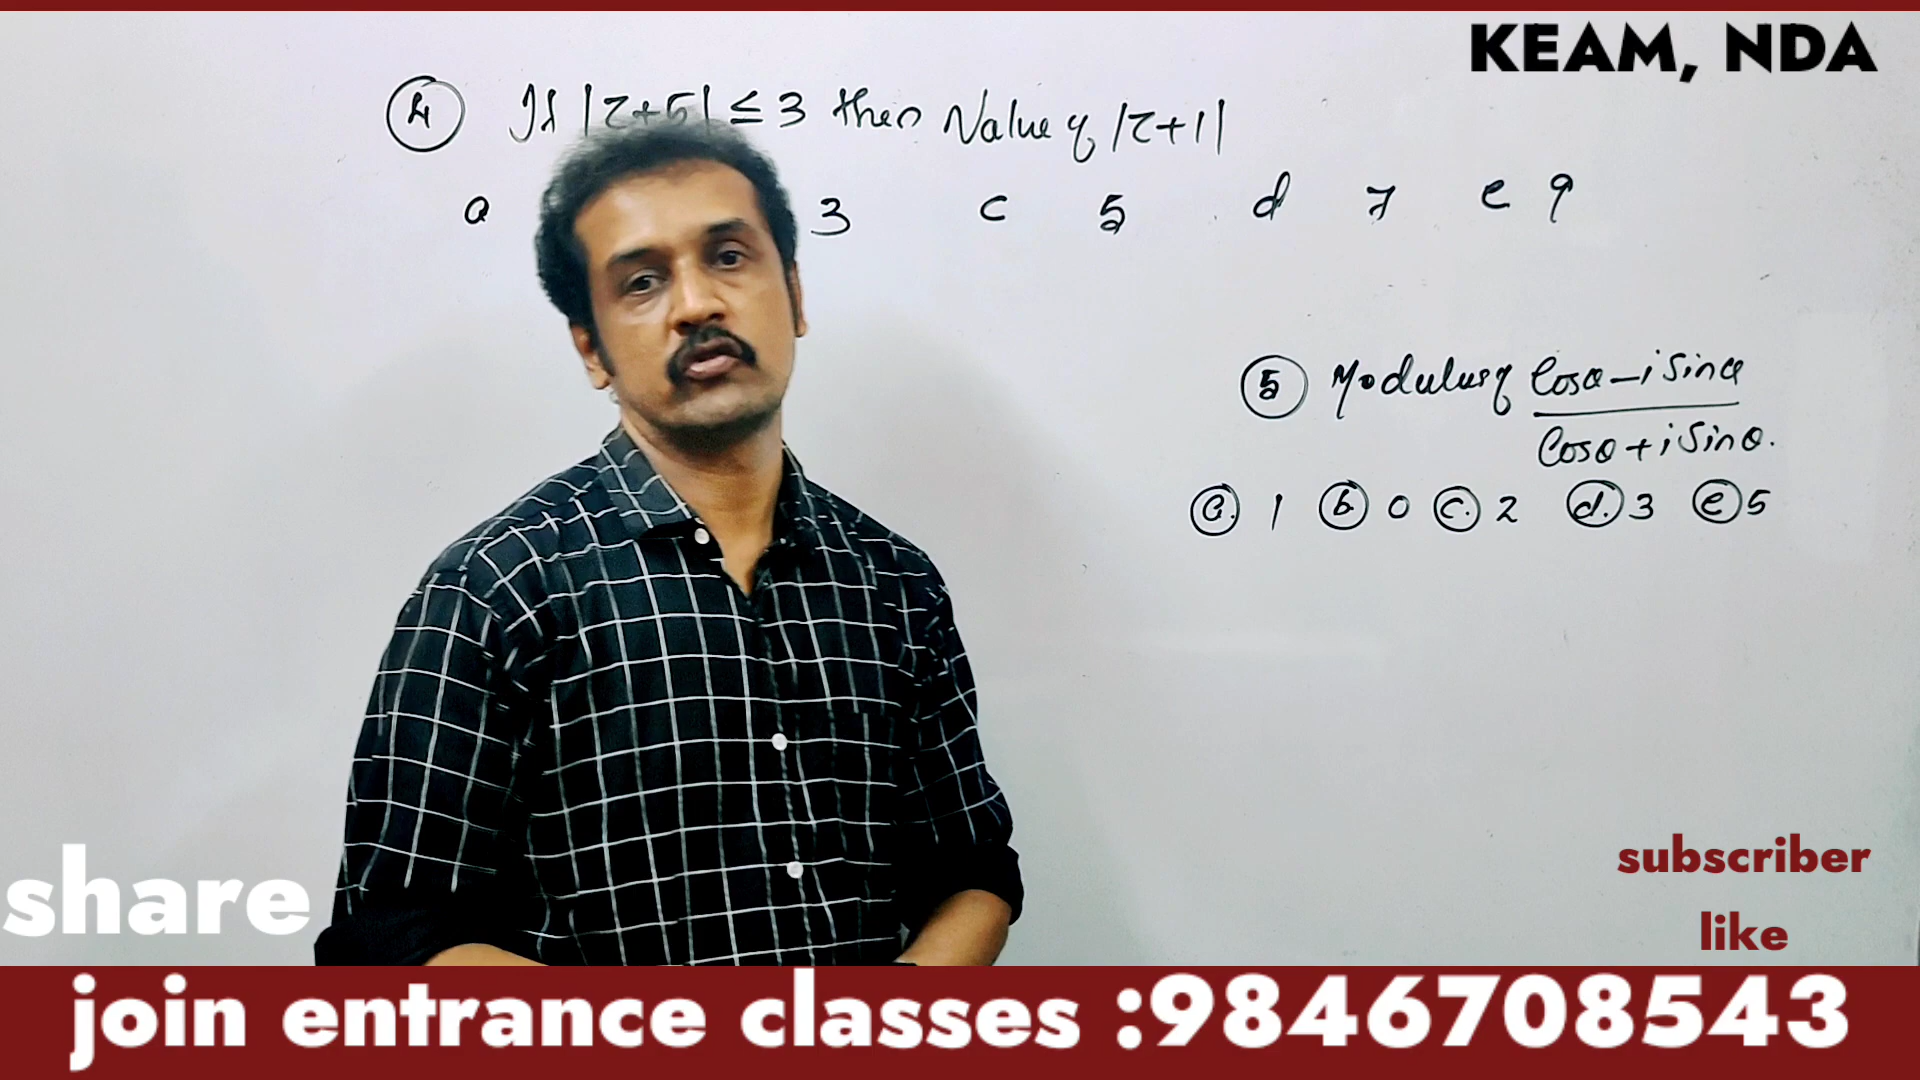 KEAM, NDA
4 If |z+5| ≤ 3 then Value of |z+1|
a 3 c 5 d 7 e 9
5 Modulus of cosθ – i sinθ
cosθ + i sinθ.
a. 1 b 0 c. 2 d. 3 e 5
subscriber
share
like
join entrance classes :9846708543